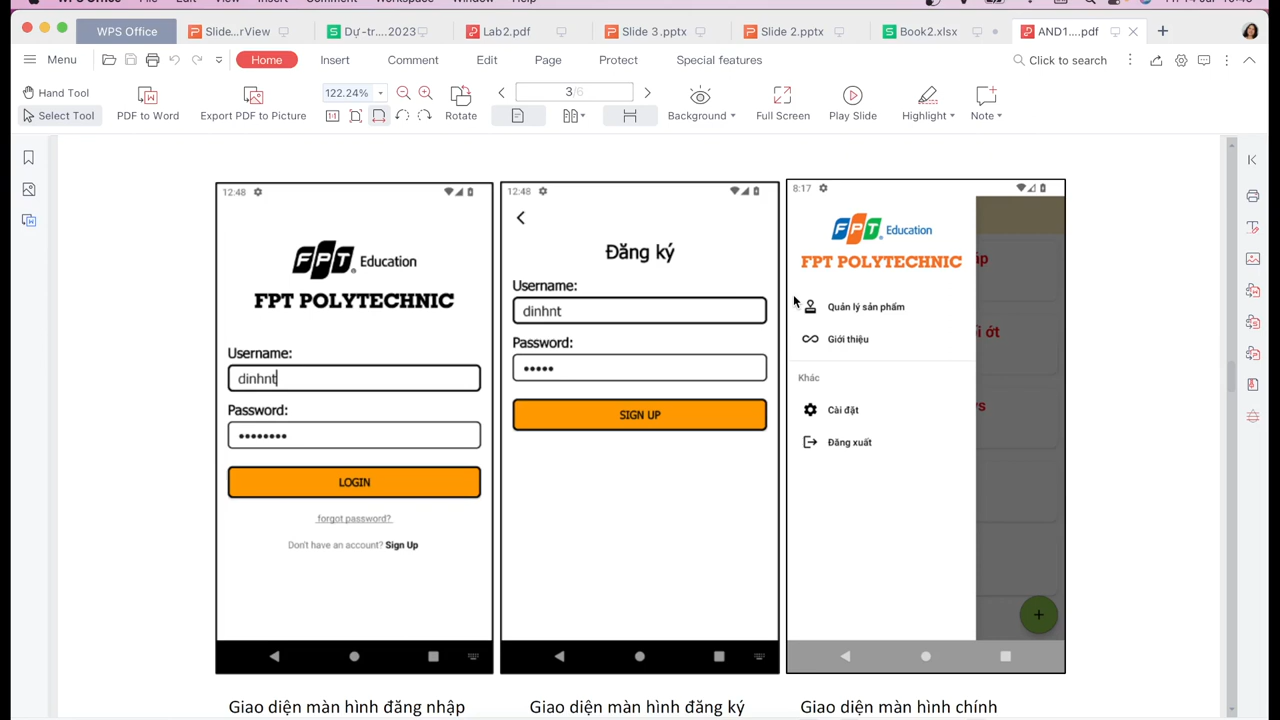 WPS Office
Slide...rView
Dự-tr....2023
Lab2.pdf
Slide 3.pptx
Slide 2.pptx
Book2.xlsx
AND1....pdf
Menu
Home
Insert
Comment
Edit
Page
Protect
Special features
Click to search
Hand Tool
Select Tool
PDF to Word
Export PDF to Picture
122.24%
Rotate
3/6
Background
Full Screen
Play Slide
Highlight
Note
12:48
FPT Education
FPT POLYTECHNIC
Username:
dinhnt
Password:
••••••••
LOGIN
forgot password?
Don't have an account? Sign Up
Giao diện màn hình đăng nhập
12:48
Đăng ký
Username:
dinhnt
Password:
•••••
SIGN UP
Giao diện màn hình đăng ký
8:17
FPT Education
FPT POLYTECHNIC
Quản lý sản phẩm
Giới thiệu
Khác
Cài đặt
Đăng xuất
Giao diện màn hình chính